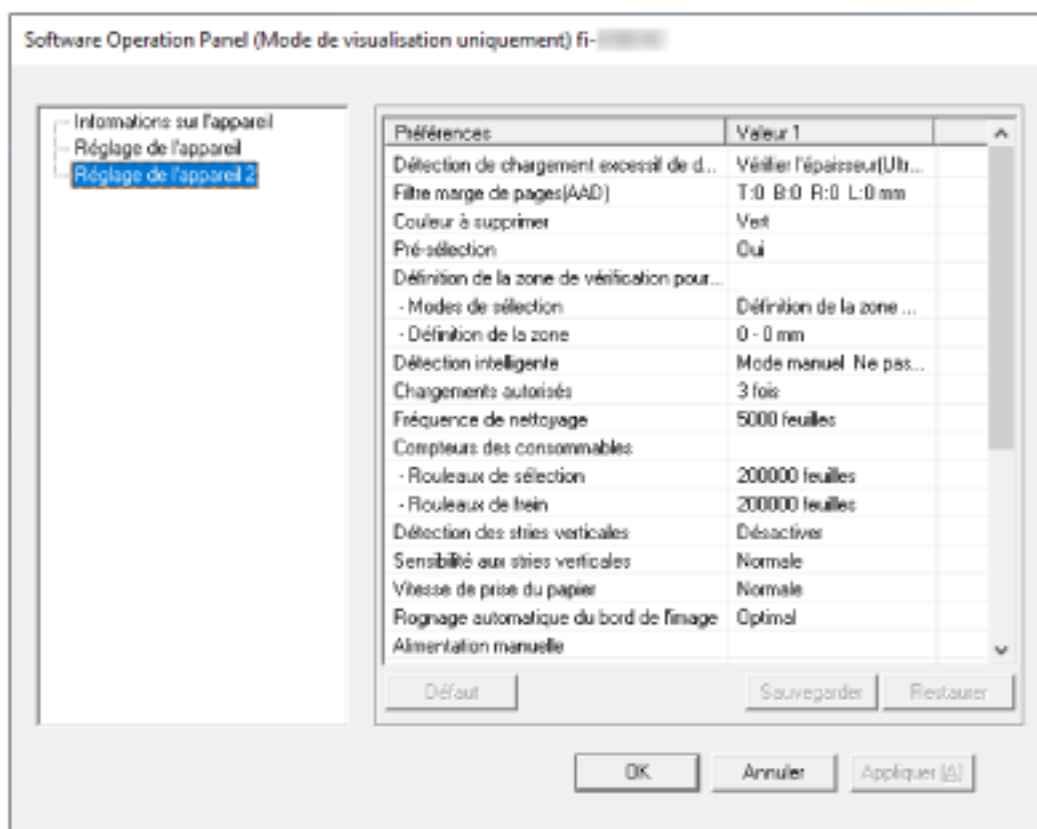 Software Operation Panel (Mode de visualisation uniquement) fi-
Informations sur l'appareil
Réglage de l'appareil
Réglage de l'appareil 2
Préférences Valeur 1
Détection de chargement excessif de d... Vérifier l'épaisseur(Ultr...
Filtre marge de pages(AAD) T:0 B:0 R:0 L:0 mm
Couleur à supprimer Vert
Pré-sélection Oui
Définition de la zone de vérification pour...
- Modes de sélection Définition de la zone ...
- Définition de la zone 0 - 0 mm
Détection intelligente Mode manuel Ne pas...
Chargements autorisés 3 fois
Fréquence de nettoyage 5000 feuilles
Compteurs des consommables
- Rouleaux de sélection 200000 feuilles
- Rouleaux de frein 200000 feuilles
Détection des stries verticales Désactiver
Sensibilité aux stries verticales Normale
Vitesse de prise du papier Normale
Rognage automatique du bord de l'image Optimal
Alimentation manuelle
Défaut Sauvegarder Restaurer
OK Annuler Appliquer (A)